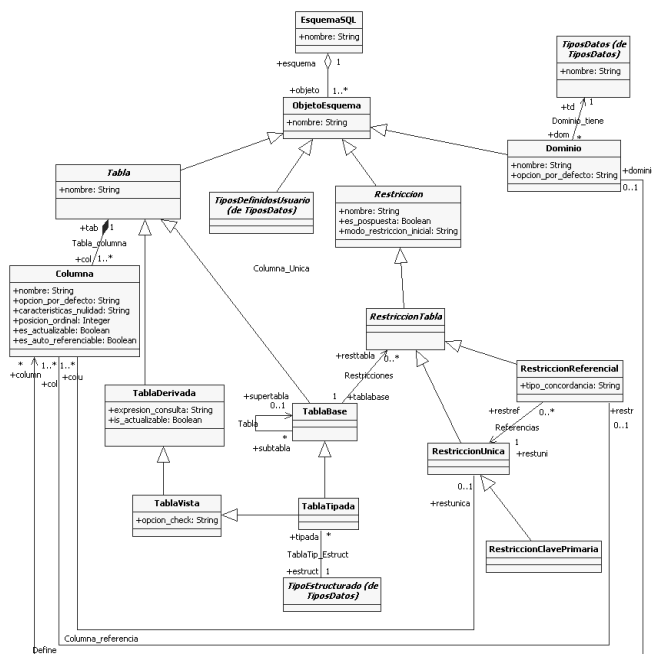 EsquemaSQL
+nombre: String
+esquema 1
+objeto 1..*
ObjetoEsquema
+nombre: String
TiposDatos (de
TiposDatos)
+nombre: String
+td 1
Dominio_tiene
+dom *
Dominio
+nombre: String
+opcion_por_defecto: String
+dominio
0..1
Tabla
+nombre: String
TiposDefinidosUsuario
(de TiposDatos)
Restriccion
+nombre: String
+es_pospuesta: Boolean
+modo_restriccion_inicial: String
+tab 1
Tabla_columna
+col 1..*
Columna_Unica
Columna
+nombre: String
+opcion_por_defecto: String
+caracteristicas_nulidad: String
+posicion_ordinal: Integer
+es_actualizable: Boolean
+es_auto_referenciable: Boolean
* 1..* 1..*
+column +col +colu
RestriccionTabla
+resttabla 0..*
Restricciones
1 +tablabase
RestriccionReferencial
+tipo_concordancia: String
+restref +restr
0..* 0..1
Referencias
1
+restuni
TablaDerivada
+expresion_consulta: String
+is_actualizable: Boolean
+supertabla
0..1
Tabla
*
+subtabla
TablaBase
RestriccionUnica
0..1
+restunica
TablaVista
+opcion_check: String
TablaTipada
+tipada *
TablaTip_Estruct
+estruct 1
TipoEstructurado (de
TiposDatos)
RestriccionClavePrimaria
Columna_referencia
Define